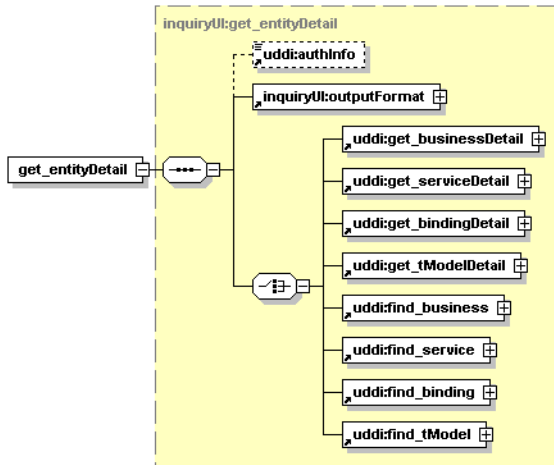 inquiryUI:get_entityDetail
uddi:authInfo
inquiryUI:outputFormat
uddi:get_businessDetail
get_entityDetail
uddi:get_serviceDetail
uddi:get_bindingDetail
uddi:get_tModelDetail
uddi:find_business
uddi:find_service
uddi:find_binding
uddi:find_tModel